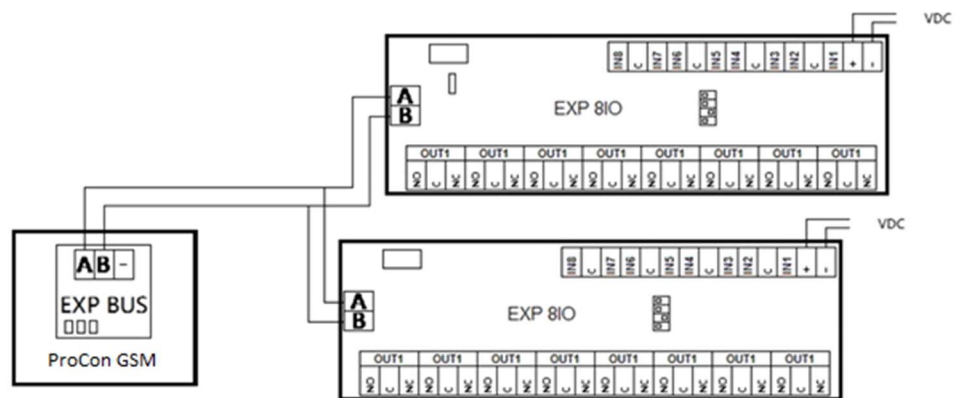 VDC
IN8 C IN7 IN6 C IN5 IN4 C IN3 IN2 C IN1 + -
A
B
EXP 8IO
OUT1 OUT1 OUT1 OUT1 OUT1 OUT1 OUT1 OUT1
NO C NC NO C NC NO C NC NO C NC NO C NC NO C NC NO C NC NO C NC
VDC
IN8 C IN7 IN6 C IN5 IN4 C IN3 IN2 C IN1 + -
A
B
EXP 8IO
OUT1 OUT1 OUT1 OUT1 OUT1 OUT1 OUT1 OUT1
NO C NC NO C NC NO C NC NO C NC NO C NC NO C NC NO C NC NO C NC
A B -
EXP BUS
ProCon GSM